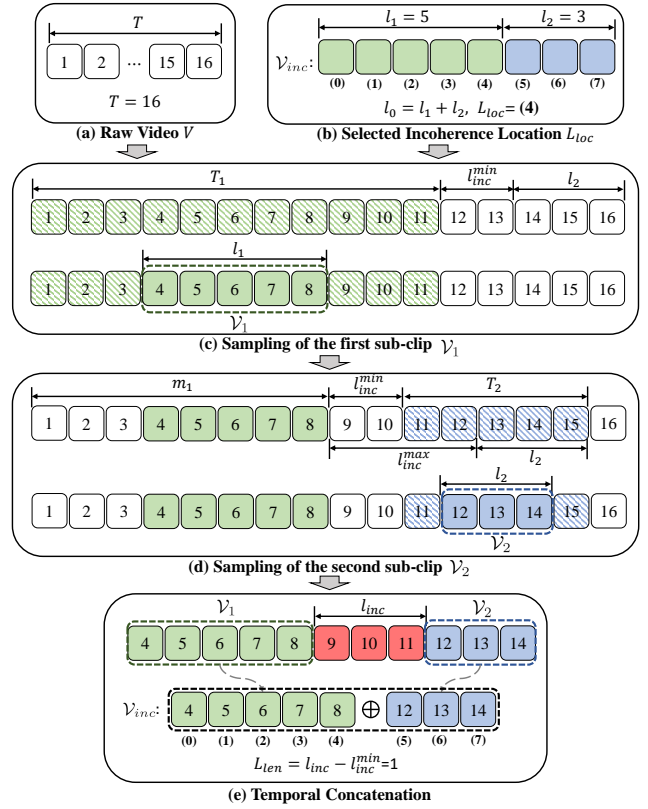 T
1 2 ... 15 16
T = 16
(a) Raw Video V
l₁ = 5 l₂ = 3
𝒱_inc:
(0) (1) (2) (3) (4) (5) (6) (7)
l₀ = l₁ + l₂, L_loc= (4)
(b) Selected Incoherence Location L_loc
T₁ l_inc^min l₂
1 2 3 4 5 6 7 8 9 10 11 12 13 14 15 16
l₁
1 2 3 4 5 6 7 8 9 10 11 12 13 14 15 16
𝒱₁
(c) Sampling of the first sub-clip 𝒱₁
m₁ l_inc^min T₂
1 2 3 4 5 6 7 8 9 10 11 12 13 14 15 16
l_inc^max l₂
l₂
1 2 3 4 5 6 7 8 9 10 11 12 13 14 15 16
𝒱₂
(d) Sampling of the second sub-clip 𝒱₂
𝒱₁ l_inc 𝒱₂
4 5 6 7 8 9 10 11 12 13 14
𝒱_inc: 4 5 6 7 8 ⊕ 12 13 14
(0) (1) (2) (3) (4) (5) (6) (7)
L_len = l_inc − l_inc^min=1
(e) Temporal Concatenation